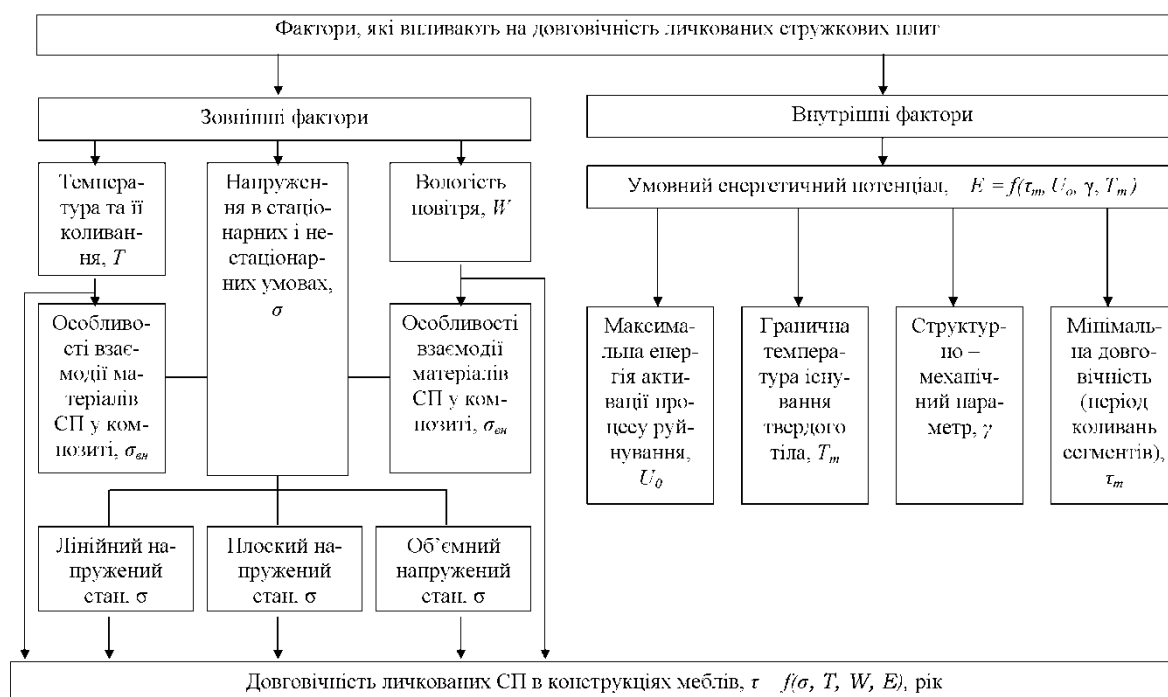 Фактори, які впливають на довговічність личкованих стружкових плит
Зовнішні фактори
Внутрішні фактори
Темпера-
тура та її
коливан-
ня, T
Напружен-
ня в стаціо-
нарних і не-
стаціонар-
них умовах,
σ
Вологість
повітря, W
Умовний енергетичний потенціал, E = f(τm, Uo, γ, Tm)
Особливо-
сті взає-
модії ма-
теріалів
СП у ком-
позиті, σвн
Особливості
взаємодії
матеріалів
СП у компо-
зиті, σвн
Максима-
льна енер-
гія акти-
вації про-
цесу руй-
нування,
U0
Гранична
темпера-
тура існу-
вання
твердого
тіла, Tm
Структур-
но –
механіч-
ний пара-
метр, γ
Мінімаль-
на довго-
вічність
(період
коливань
сегментів),
τm
Лінійний на-
пружений
стан, σ
Плоский на-
пружений
стан, σ
Об’ємний
напружений
стан, σ
Довговічність личкованих СП в конструкціях меблів, τ f(σ, T, W, E), рік